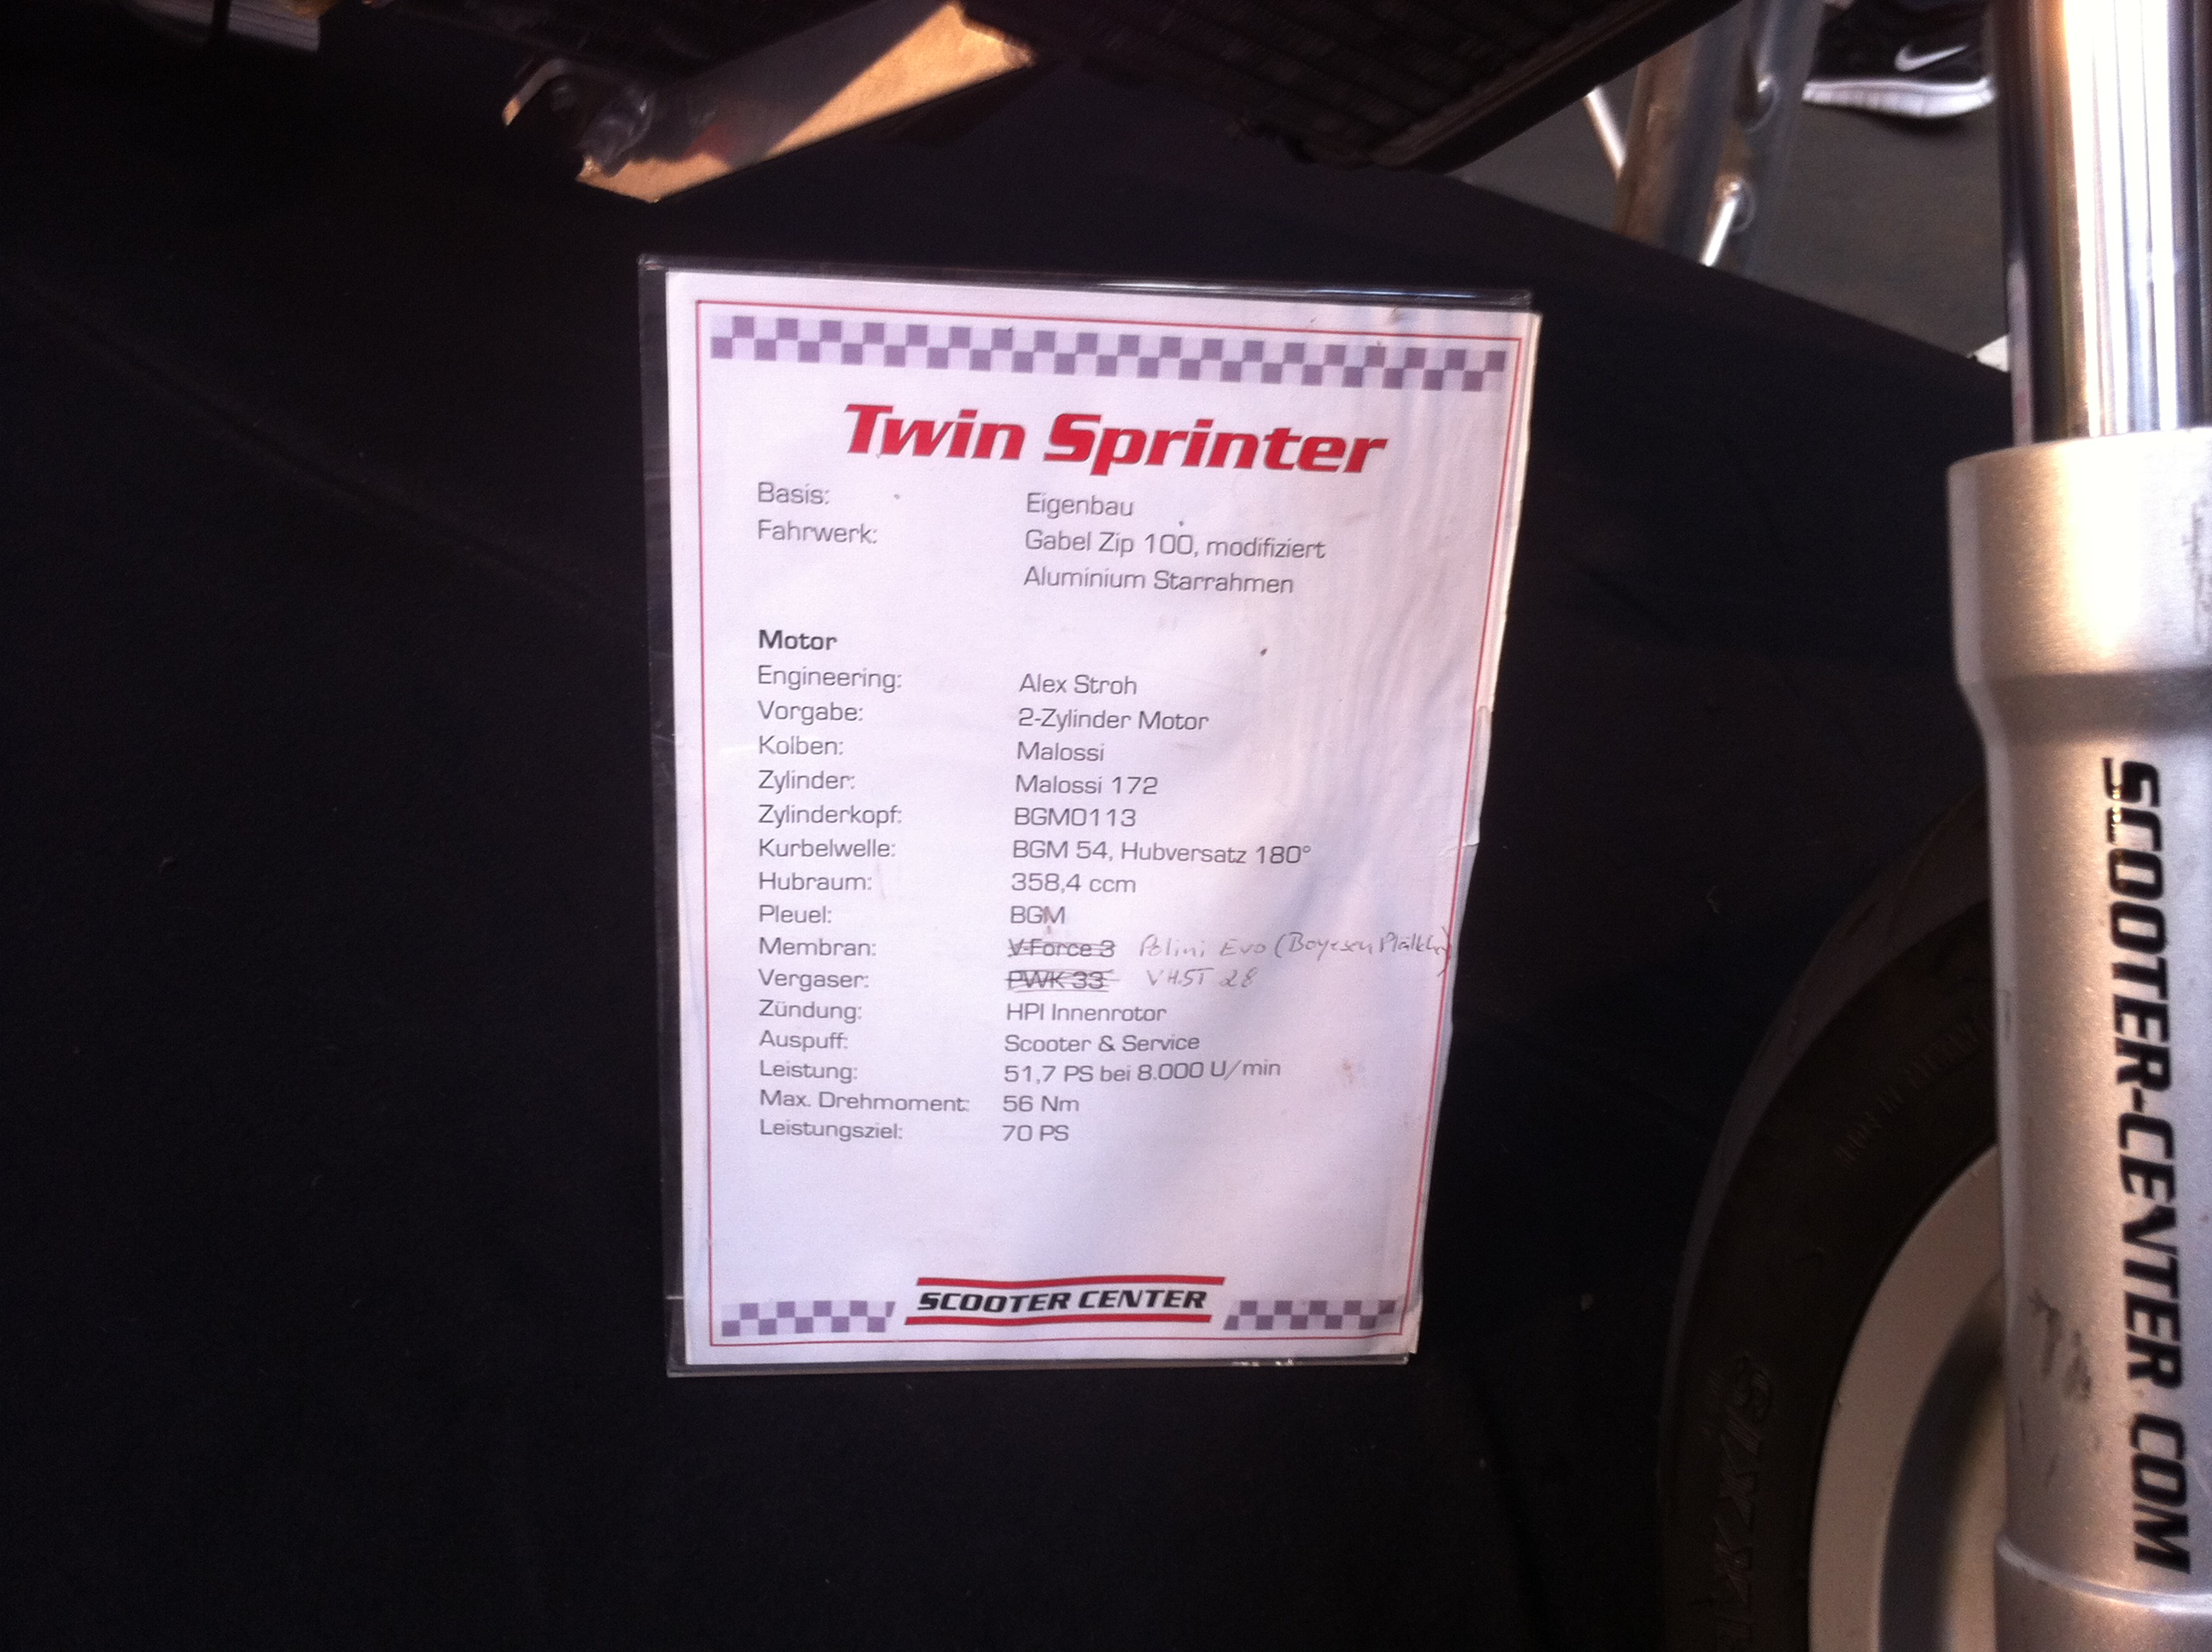 Twin Sprinter
Basis: Eigenbau
Fahrwerk: Gabel Zip 100, modifiziert
Aluminium Starrahmen
Motor
Engineering: Alex Stroh
Vorgabe: 2-Zylinder Motor
Kolben: Malossi
Zylinder: Malossi 172
Zylinderkopf: BGM0113
Kurbelwelle: BGM 54, Hubversatz 180°
Hubraum: 358,4 ccm
Pleuel: BGM
Membran: V-Force 3 Polini Evo (Boyesen
Vergaser: PWK 33 VHST 28
Zündung: HPI Innenrotor
Auspuff: Scooter & Service
Leistung: 51,7 PS bei 8.000 U/min
Max. Drehmoment: 56 Nm
Leistungsziel: 70 PS
SCOOTER CENTER
SCOOTER-CENTER COM